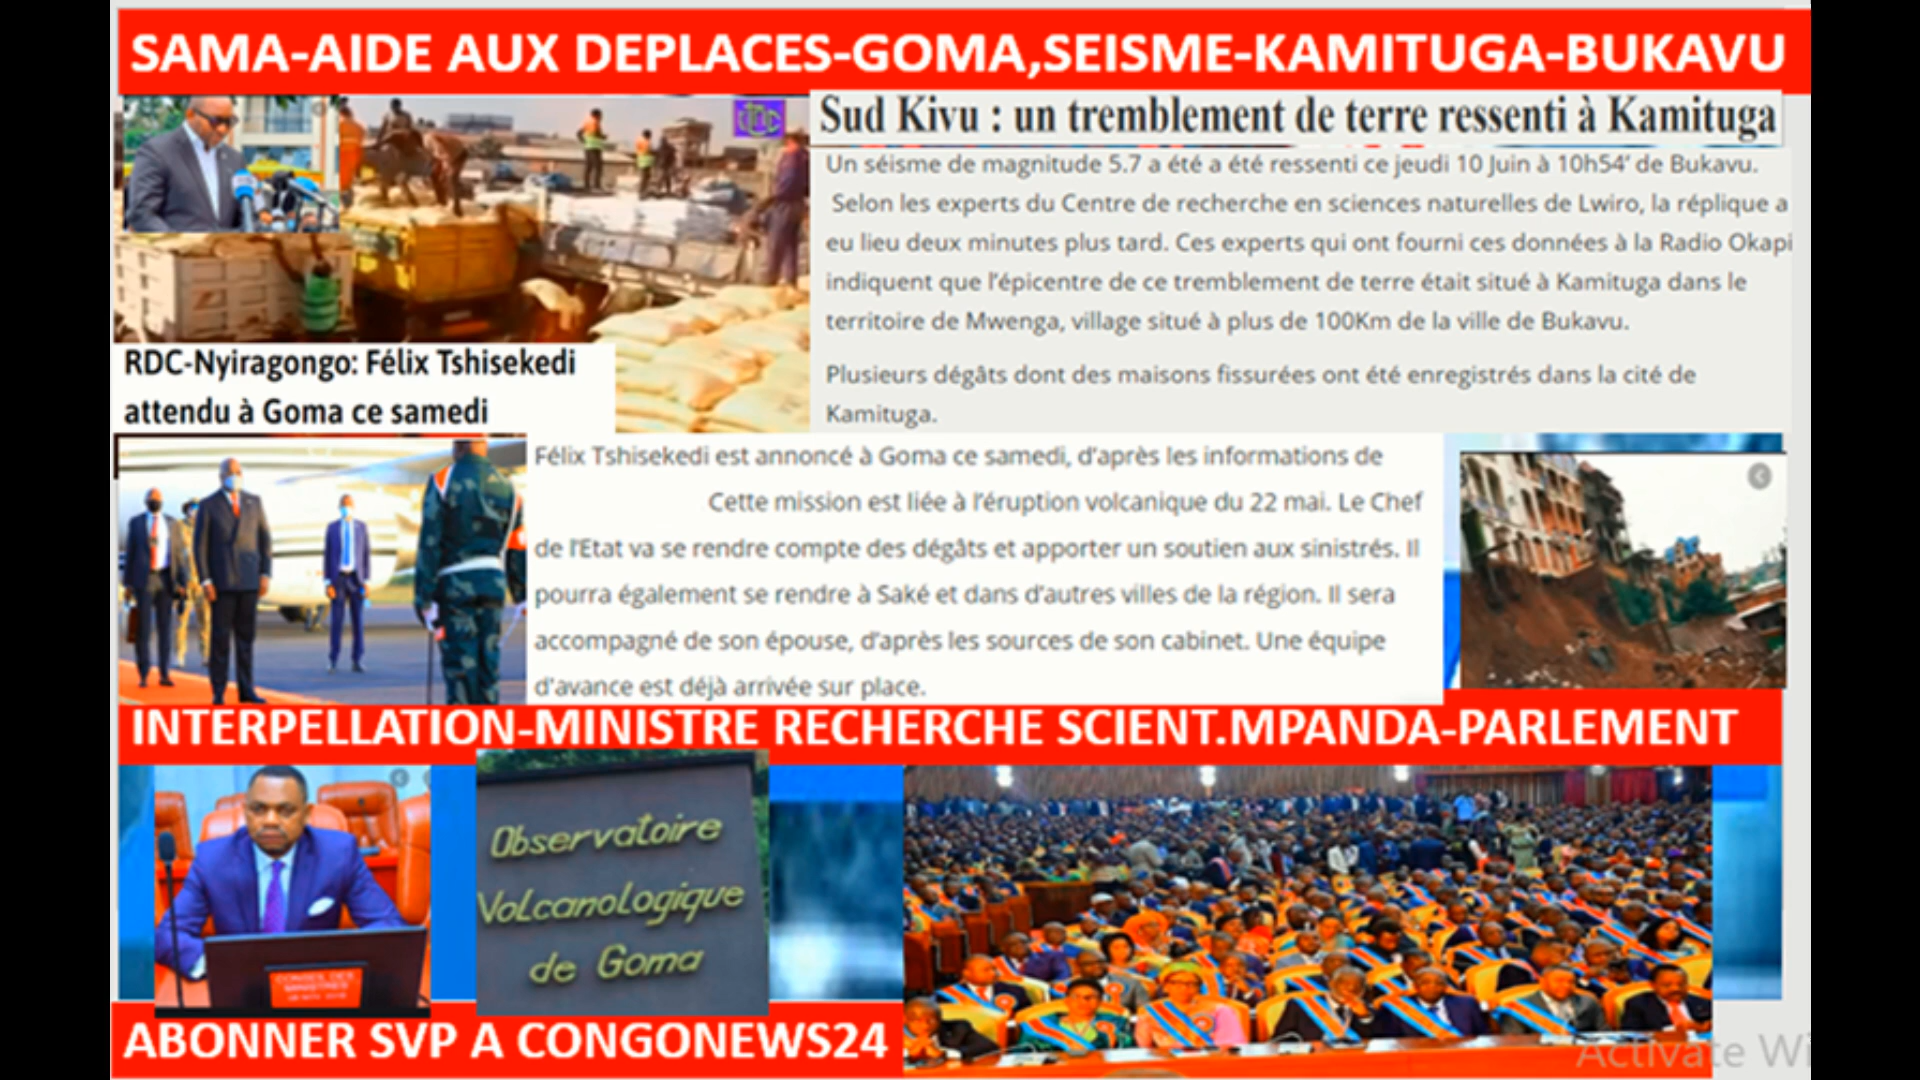 SAMA-AIDE AUX DEPLACES-GOMA,SEISME-KAMITUGA-BUKAVU
Sud Kivu : un tremblement de terre ressenti à Kamituga
Un séisme de magnitude 5.7 a été a été ressenti ce jeudi 10 Juin à 10h54' de Bukavu.
Selon les experts du Centre de recherche en sciences naturelles de Lwiro, la réplique a
eu lieu deux minutes plus tard. Ces experts qui ont fourni ces données à la Radio Okapi
indiquent que l'épicentre de ce tremblement de terre était situé à Kamituga dans le
territoire de Mwenga, village situé à plus de 100Km de la ville de Bukavu.
Plusieurs dégâts dont des maisons fissurées ont été enregistrés dans la cité de
Kamituga.
RDC-Nyiragongo: Félix Tshisekedi
attendu à Goma ce samedi
Félix Tshisekedi est annoncé à Goma ce samedi, d'après les informations de
Cette mission est liée à l'éruption volcanique du 22 mai. Le Chef
de l'Etat va se rendre compte des dégâts et apporter un soutien aux sinistrés. Il
pourra également se rendre à Saké et dans d'autres villes de la région. Il sera
accompagné de son épouse, d'après les sources de son cabinet. Une équipe
d'avance est déjà arrivée sur place.
INTERPELLATION-MINISTRE RECHERCHE SCIENT.MPANDA-PARLEMENT
Observatoire
Volcanologique
de Goma
CONSEIL DES
MINISTRES
ABONNER SVP A CONGONEWS24
Activate Wi